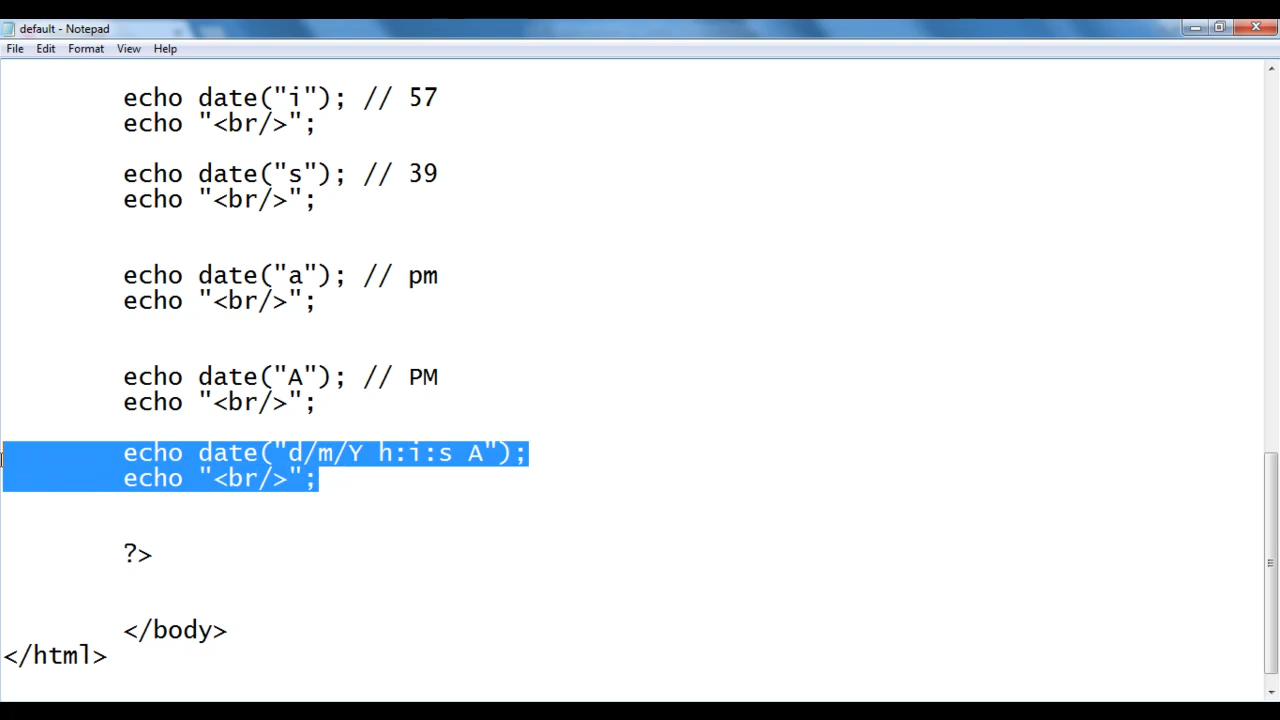 default - Notepad
File Edit Format View Help
echo date("i"); // 57
echo "<br/>";
echo date("s"); // 39
echo "<br/>";
echo date("a"); // pm
echo "<br/>";
echo date("A"); // PM
echo "<br/>";
echo date("d/m/Y h:i:s A");
echo "<br/>";
?>
</body>
</html>